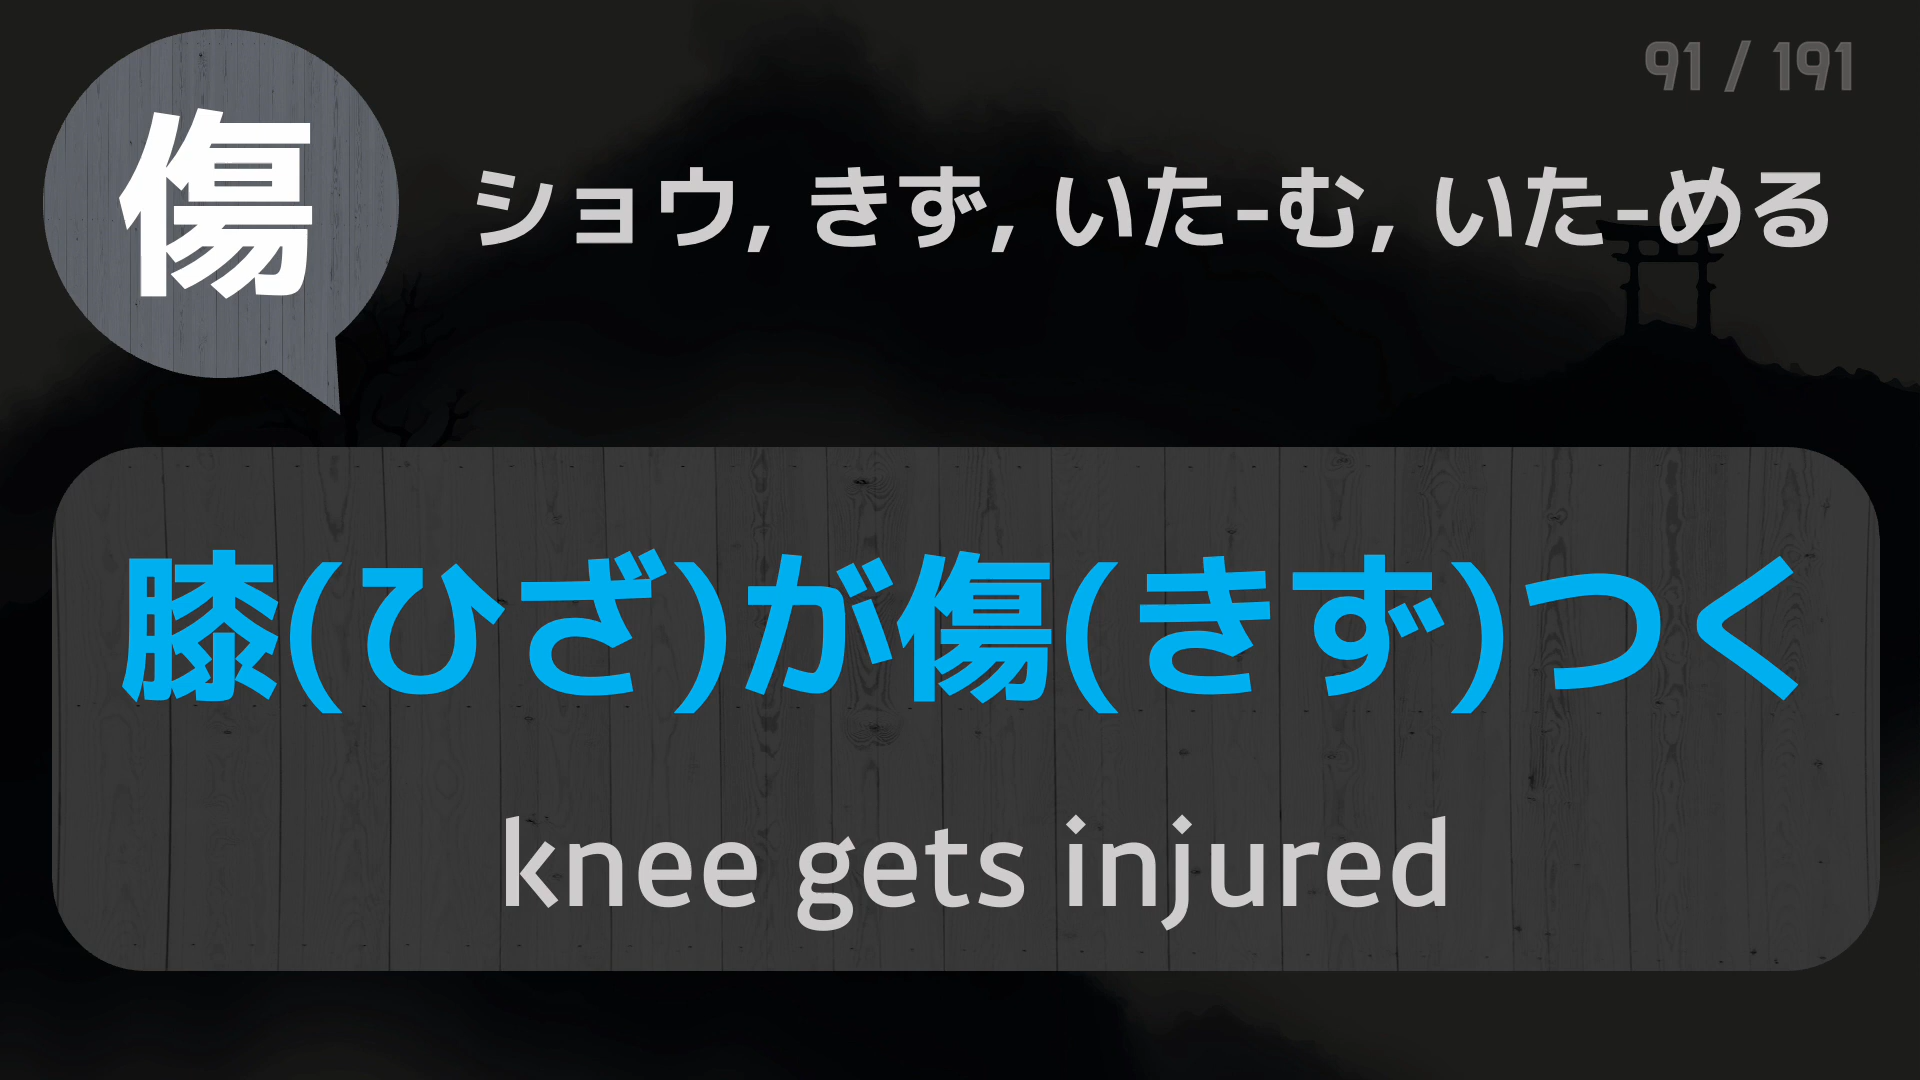 91 / 191
傷
ショウ, きず, いた-む, いた-める
膝(ひざ)が傷(きず)つく
knee gets injured